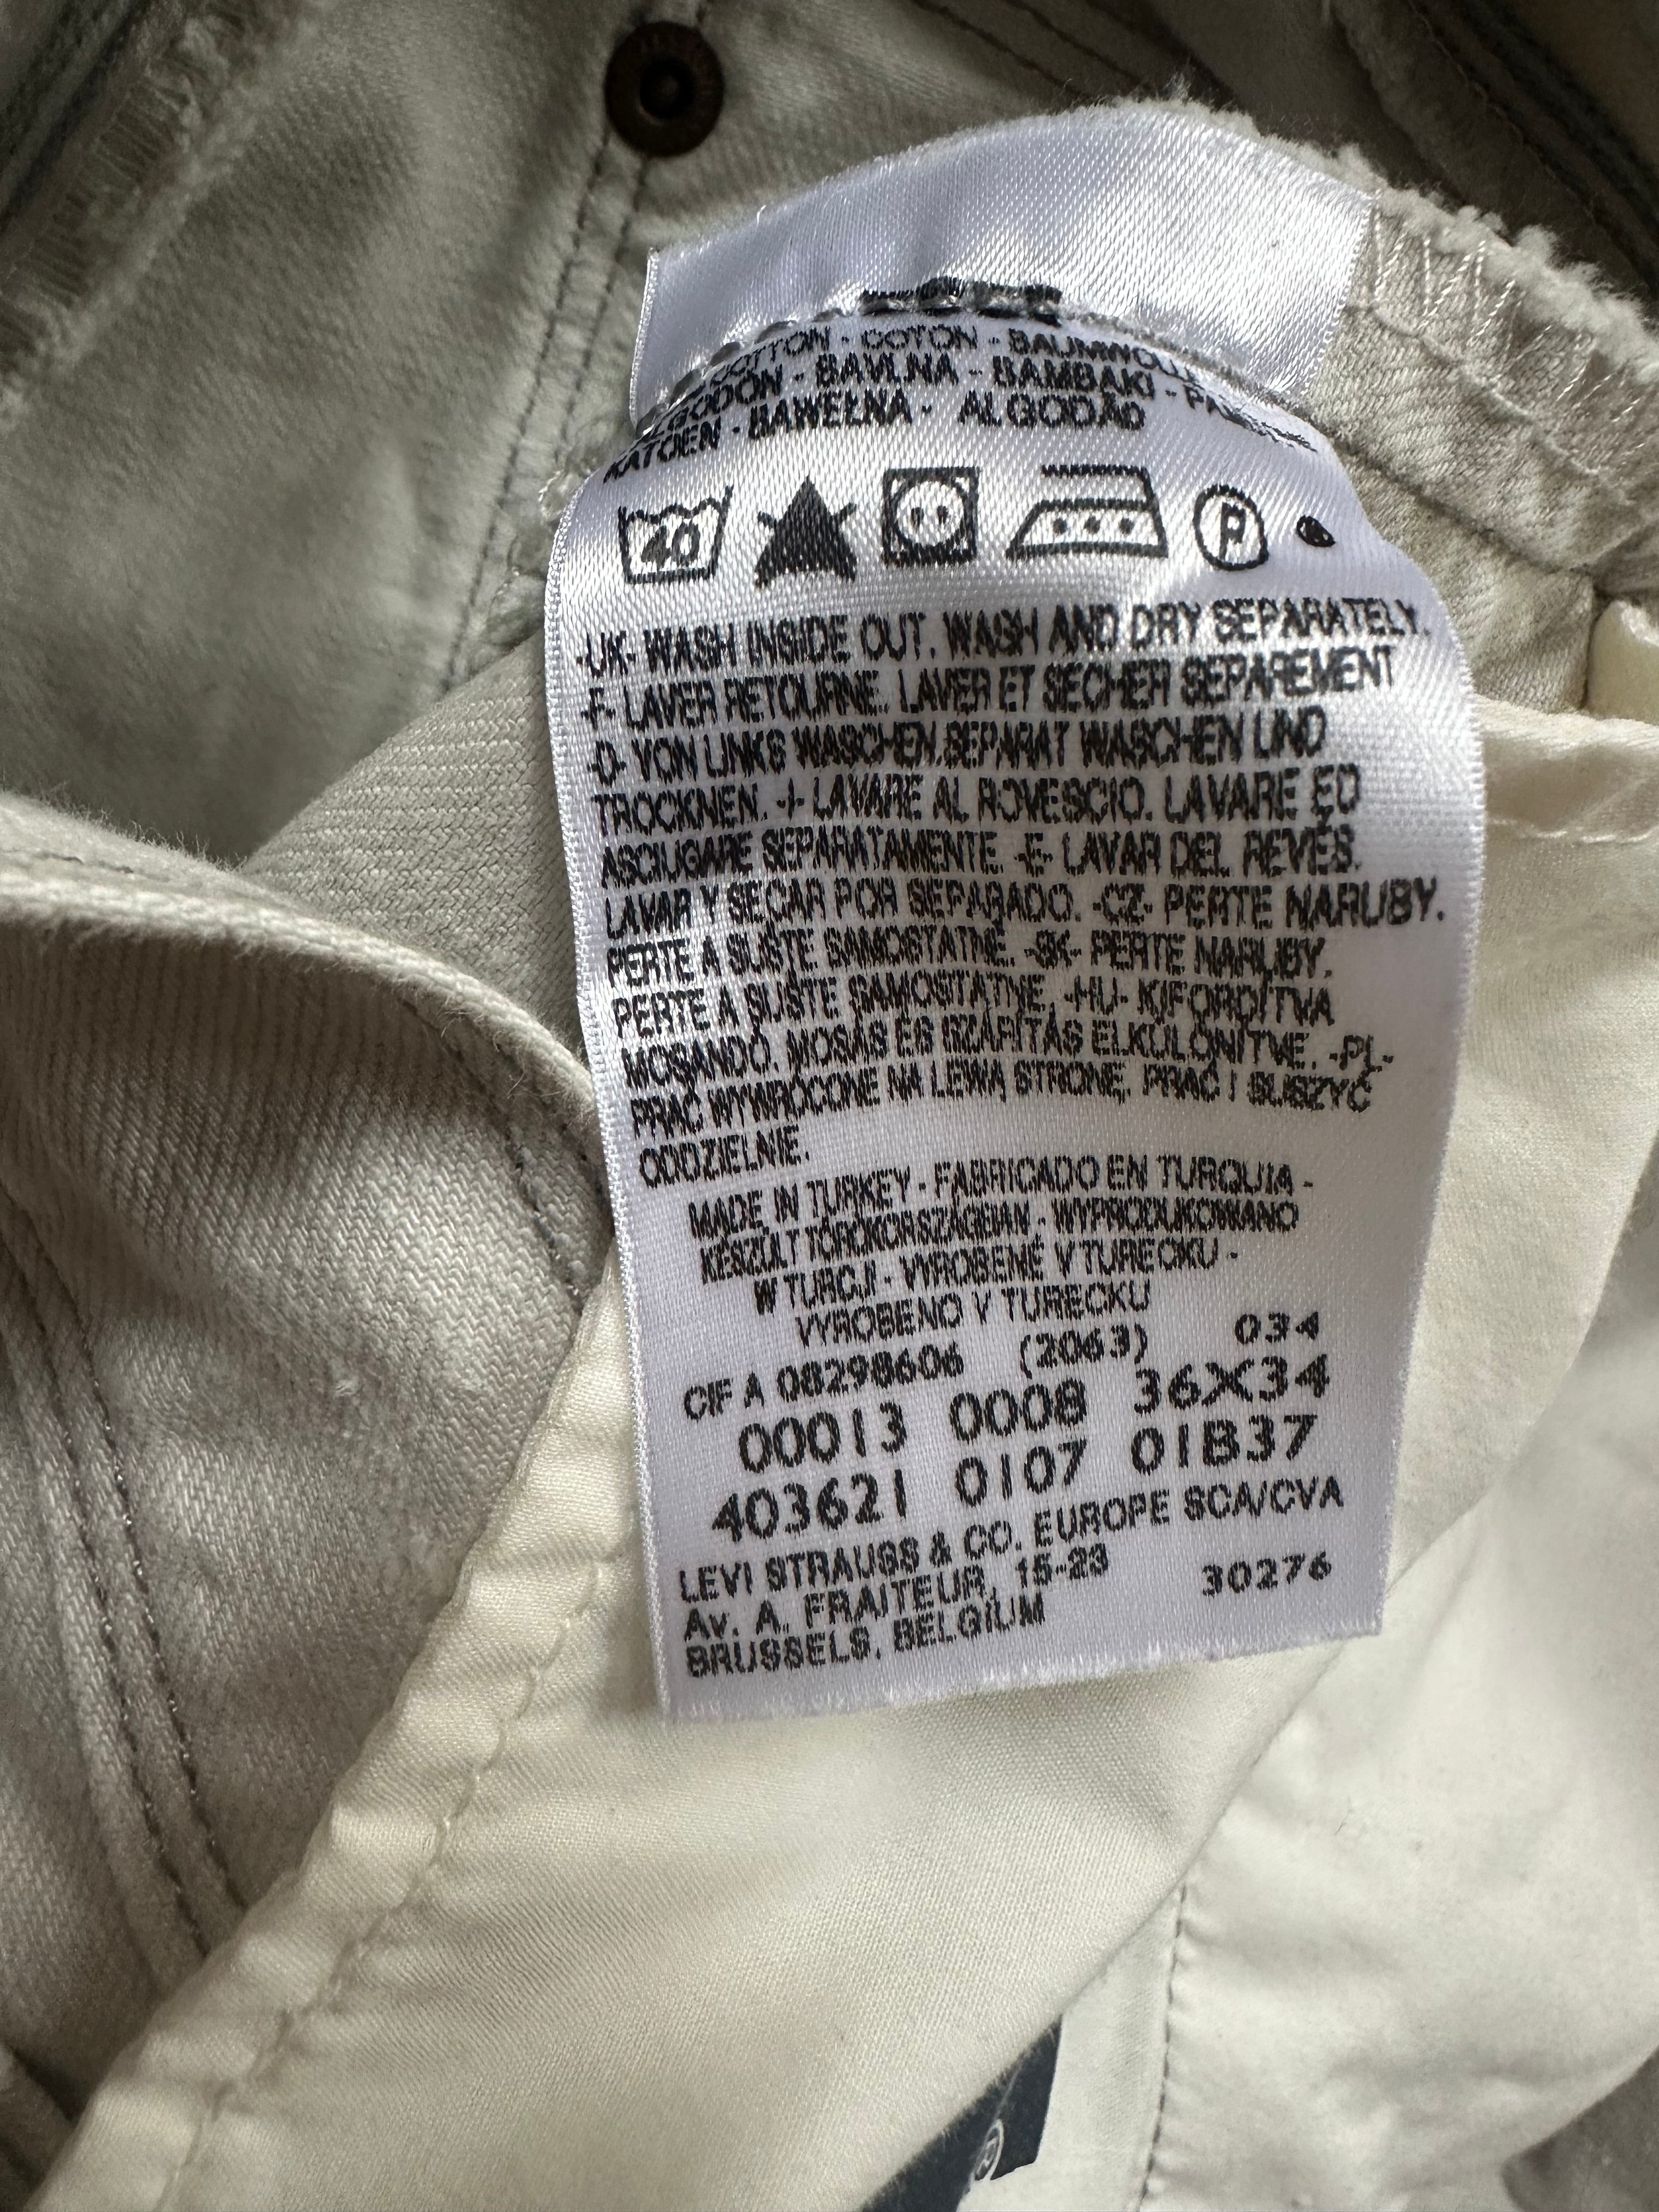 COTTON - COTON - BAUMWOLLE
ALGODÓN - BAVLNA - BAMBAKI -
KATOEN - BAWEŁNA - ALGODÃO
40 P
-UK- WASH INSIDE OUT. WASH AND DRY SEPARATELY.
-F- LAVER RETOURNE. LAVER ET SECHER SEPAREMENT
-D- VON LINKS WASCHEN.SEPARAT WASCHEN UND
TROCKNEN. -I- LAVARE AL ROVESCIO. LAVARE ED
ASCIUGARE SEPARATAMENTE. -E- LAVAR DEL REVÉS.
LAVAR Y SECAR POR SEPARADO. -CZ- PERTE NARUBY.
PERTE A SUŠTE SAMOSTATNE. -SK- PERTE NARUBY.
PERTE A SUŠTE SAMOSTATNE. -HU- KIFORDÍTVA
MOSANDÓ. MOSÁS ÉS SZÁRÍTÁS ELKÜLÖNÍTVE. -PL-
PRAĆ WYWRÓCONE NA LEWĄ STRONĘ, PRAĆ I SUSZYĆ
ODDZIELNIE.
MADE IN TURKEY - FABRICADO EN TURQUIA -
KÉSZÜLT TÖRÖKORSZÁGBAN - WYPRODUKOWANO
W TURCJI - VYROBENÉ V TURECKU -
VYROBENO V TURECKU
CIF A 08298606 (2063) 034
00013 0008 36X34
403621 0107 01B37
LEVI STRAUSS & CO. EUROPE SCA/CVA
Av. A. FRAITEUR, 15-23 30276
BRUSSELS, BELGIUM
®